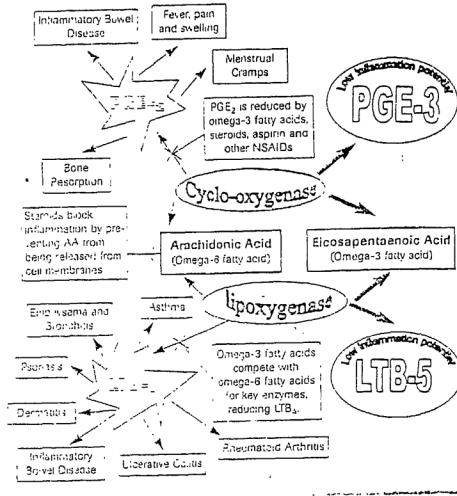 Inflammatory Bowel
Disease
Fever, pain
and swelling
Menstrual
Cramps
Low inflammation potential
PGE-3
PGE₂ is reduced by
omega-3 fatty acids,
steroids, aspirin and
other NSAIDs
Bone
Resorption
Cyclo-oxygenase
Steroids block
inflammation by pre-
venting AA from
being released from
cell membranes
Arachidonic Acid
(Omega-6 fatty acid)
Eicosapentaenoic Acid
(Omega-3 fatty acid)
Emphysema and
Bronchitis
Asthma
lipoxygenase
Low inflammation potential
LTB-5
Psoriasis
Omega-3 fatty acids
compete with
omega-6 fatty acids
for key enzymes,
reducing LTB₄.
Dermatitis
Inflammatory
Bowel Disease
Ulcerative Colitis
Rheumatoid Arthritis